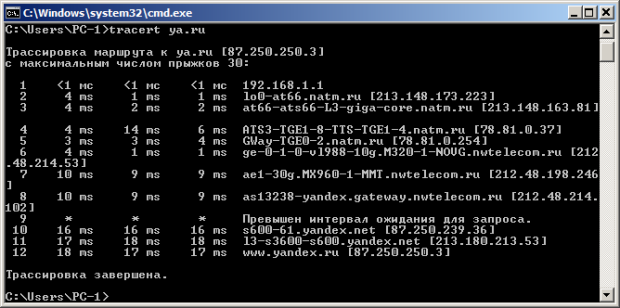 C:\Windows\system32\cmd.exe
C:\Users\PC-1>tracert ya.ru
Трассировка маршрута к ya.ru [87.250.250.3]
с максимальным числом прыжков 30:
1 <1 мс <1 мс <1 мс 192.168.1.1
2 4 ms 1 ms 1 ms lo0-at66.natm.ru [213.148.173.223]
3 4 ms 2 ms 2 ms at66-ats66-L3-giga-core.natm.ru [213.148.163.81]
4 4 ms 14 ms 6 ms ATS3-TGE1-8-TTS-TGE1-4.natm.ru [78.81.0.37]
5 3 ms 3 ms 4 ms GWay-TGE0-2.natm.ru [78.81.0.254]
6 4 ms 1 ms 1 ms ge-0-1-0-vl988-10g.M320-1-NOVG.nwtelecom.ru [212
.48.214.53]
7 10 ms 9 ms 9 ms ae1-30g.MX960-1-MMT.nwtelecom.ru [212.48.198.246
]
8 10 ms 9 ms 9 ms as13238-yandex.gateway.nwtelecom.ru [212.48.214.
102]
9 * * * Превышен интервал ожидания для запроса.
10 16 ms 16 ms 16 ms s600-61.yandex.net [87.250.239.36]
11 17 ms 18 ms 18 ms l3-s3600-s600.yandex.net [213.180.213.53]
12 18 ms 17 ms 17 ms www.yandex.ru [87.250.250.3]
Трассировка завершена.
C:\Users\PC-1>